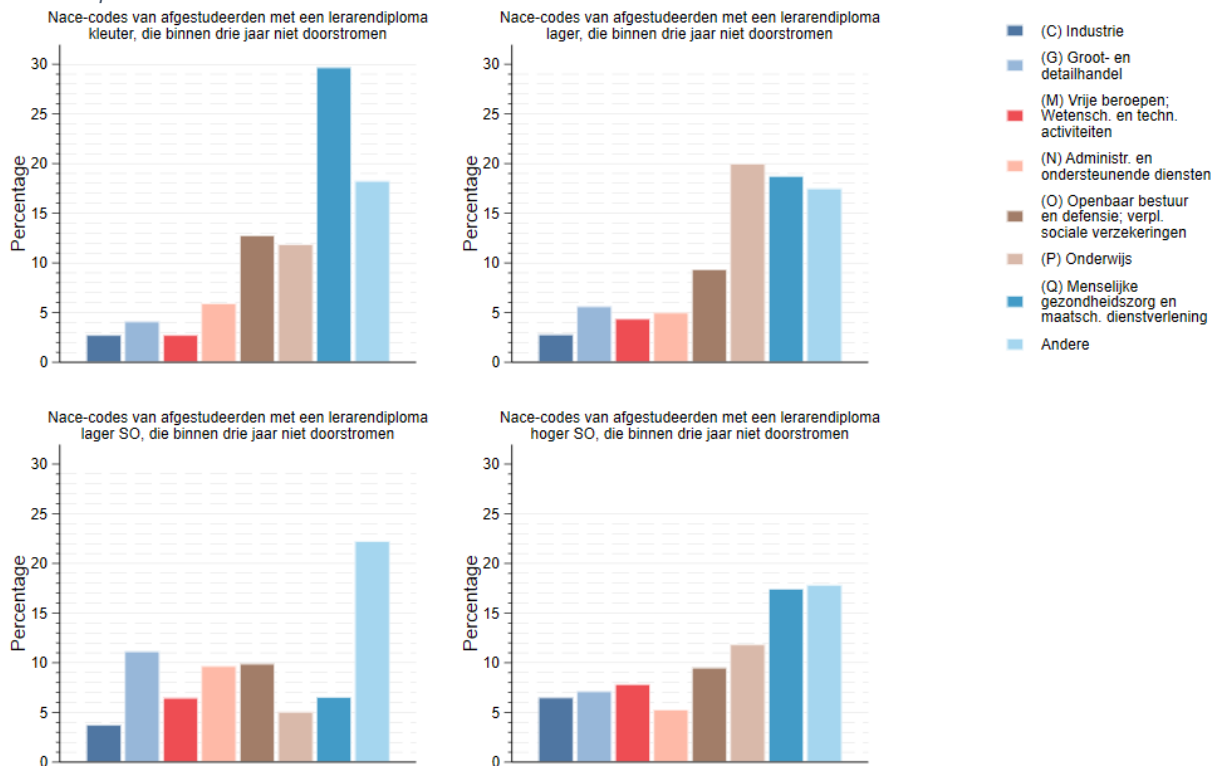 Nace-codes van afgestudeerden met een lerarendiploma
kleuter, die binnen drie jaar niet doorstromen
30
25
20
15
10
5
0
Percentage
Nace-codes van afgestudeerden met een lerarendiploma
lager, die binnen drie jaar niet doorstromen
30
25
20
15
10
5
0
Percentage
(C) Industrie
(G) Groot- en
detailhandel
(M) Vrije beroepen;
Wetensch. en techn.
activiteiten
(N) Administr. en
ondersteunende diensten
(O) Openbaar bestuur
en defensie; verpl.
sociale verzekeringen
(P) Onderwijs
(Q) Menselijke
gezondheidszorg en
maatsch. dienstverlening
Andere
Nace-codes van afgestudeerden met een lerarendiploma
lager SO, die binnen drie jaar niet doorstromen
30
25
20
15
10
5
0
Percentage
Nace-codes van afgestudeerden met een lerarendiploma
hoger SO, die binnen drie jaar niet doorstromen
30
25
20
15
10
5
0
Percentage